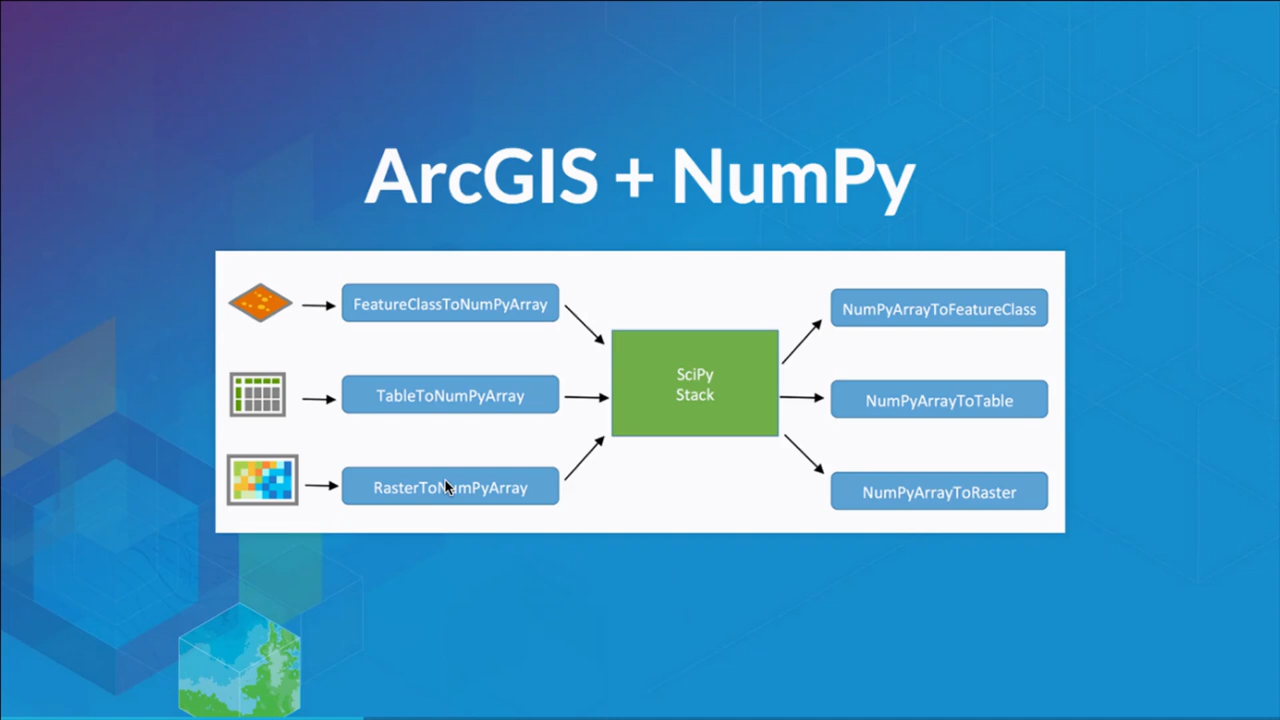 ArcGIS + NumPy
FeatureClassToNumPyArray
TableToNumPyArray
RasterToNumPyArray
SciPy
Stack
NumPyArrayToFeatureClass
NumPyArrayToTable
NumPyArrayToRaster